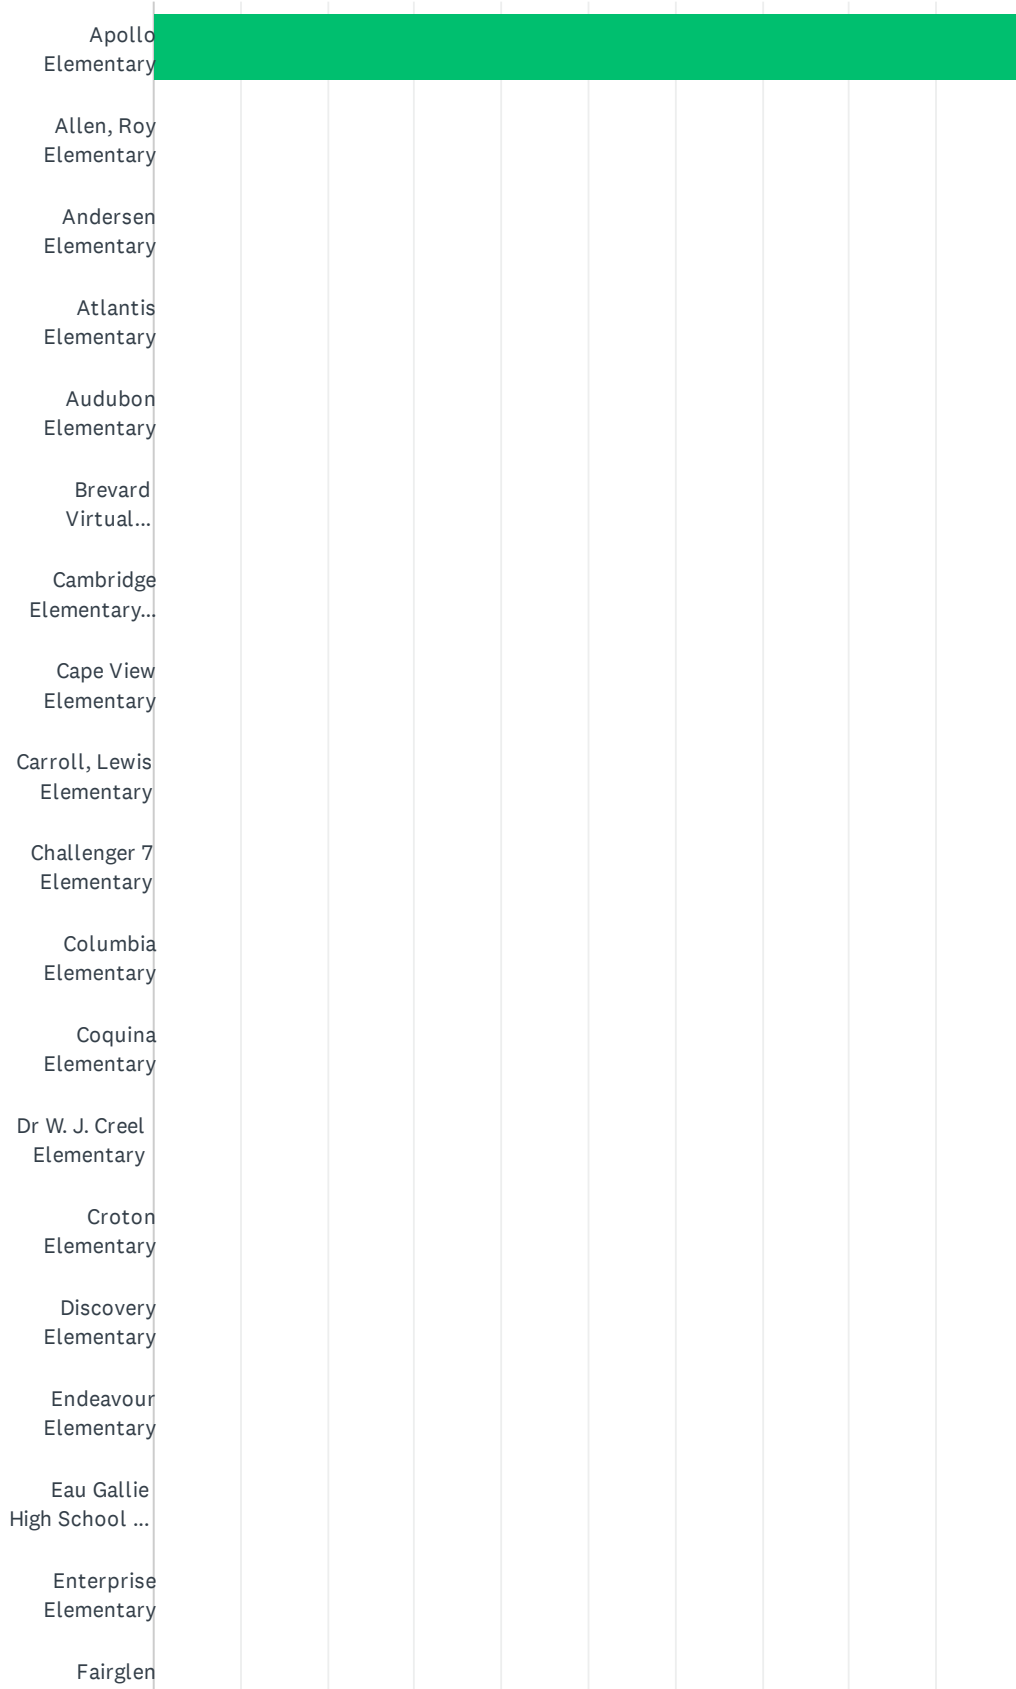 Apollo
Elementary
Allen, Roy
Elementary
Andersen
Elementary
Atlantis
Elementary
Audubon
Elementary
Brevard
Virtual...
Cambridge
Elementary...
Cape View
Elementary
Carroll, Lewis
Elementary
Challenger 7
Elementary
Columbia
Elementary
Coquina
Elementary
Dr W. J. Creel
Elementary
Croton
Elementary
Discovery
Elementary
Endeavour
Elementary
Eau Gallie
High School ...
Enterprise
Elementary
Fairglen